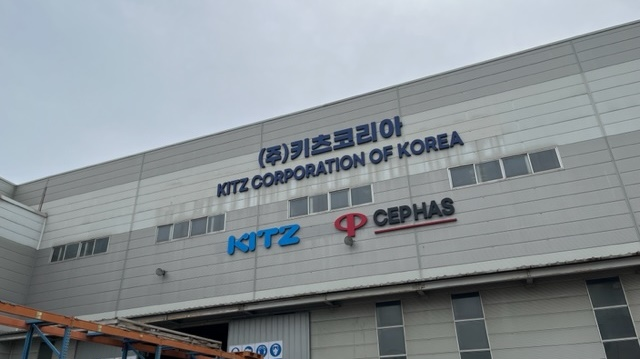 (주)키츠코리아
KITZ CORPORATION OF KOREA
KITZ
CEPHAS